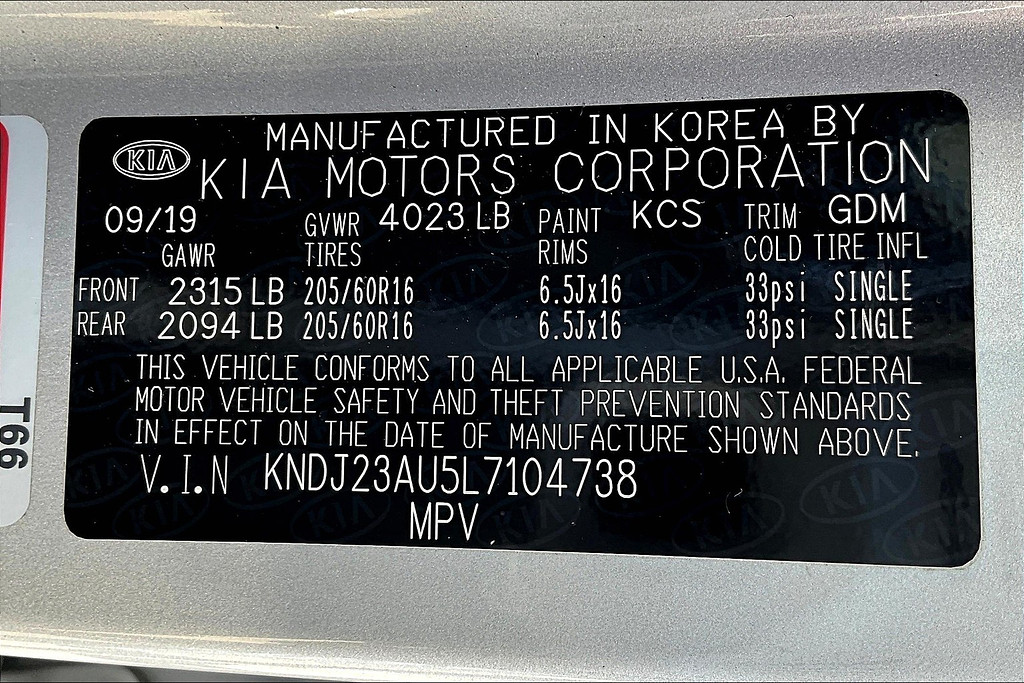 MANUFACTURED IN KOREA BY
KIA KIA MOTORS CORPORATION
09/19 GVWR 4023 LB PAINT KCS TRIM GDM
GAWR TIRES RIMS COLD TIRE INFL
FRONT 2315 LB 205/60R16 6.5Jx16 33psi SINGLE
REAR 2094 LB 205/60R16 6.5Jx16 33psi SINGLE
THIS VEHICLE CONFORMS TO ALL APPLICABLE U.S.A. FEDERAL
MOTOR VEHICLE SAFETY AND THEFT PREVENTION STANDARDS
IN EFFECT ON THE DATE OF MANUFACTURE SHOWN ABOVE.
V.I.N KNDJ23AU5L7104738
MPV
T66